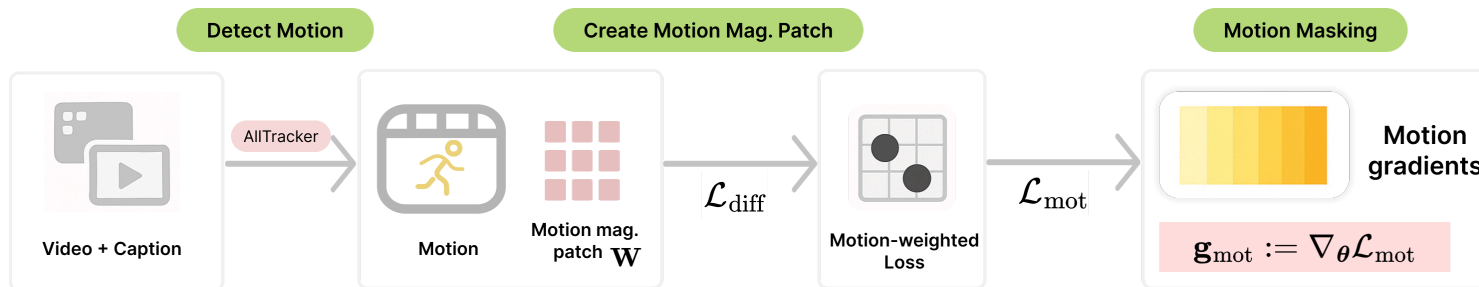 Detect Motion
Create Motion Mag. Patch
Motion Masking
AllTracker
Video + Caption
Motion
Motion mag.
patch W
ℒ_diff
Motion-weighted
Loss
ℒ_mot
Motion
gradients
g_mot := ∇_θ ℒ_mot